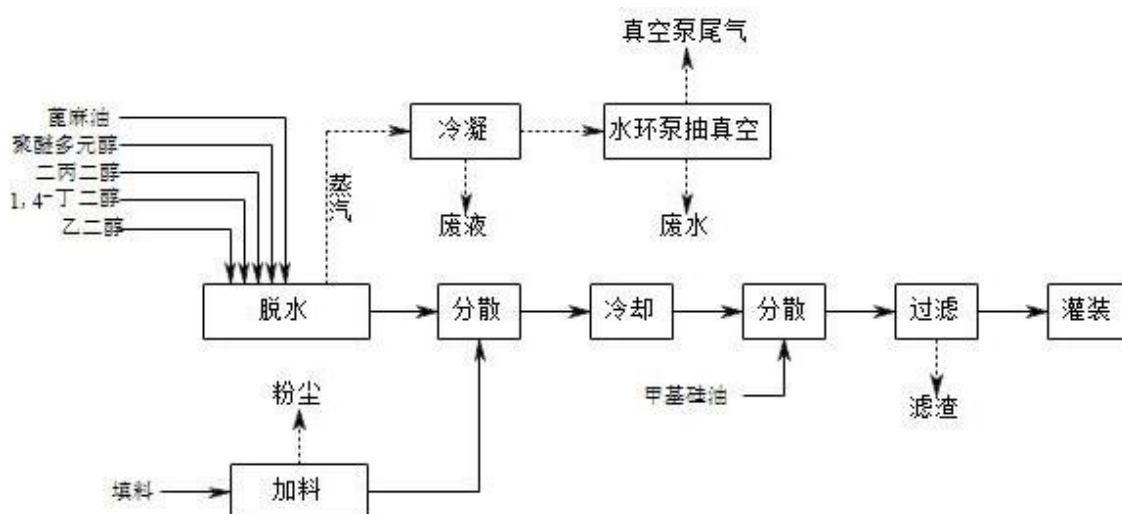 真空泵尾气
蓖麻油
聚醚多元醇
二丙二醇
1,4-丁二醇
乙二醇
蒸汽
冷凝
水环泵抽真空
废液
废水
脱水
分散
冷却
分散
过滤
灌装
粉尘
甲基硅油
滤渣
填料
加料